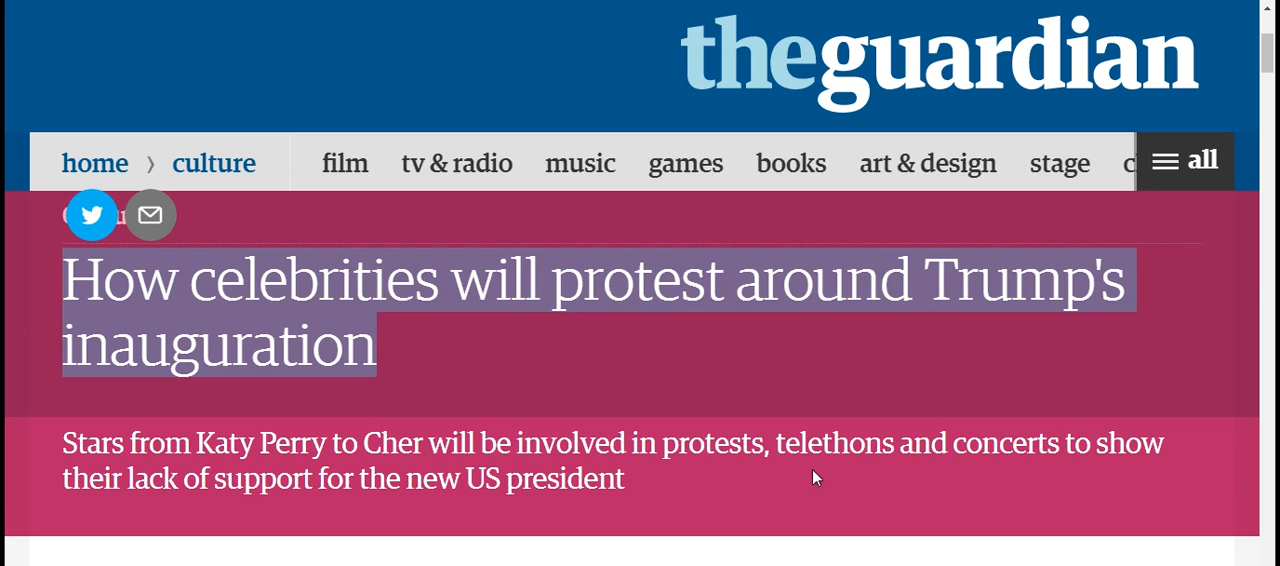 theguardian
home › culture film tv & radio music games books art & design stage all
How celebrities will protest around Trump's
inauguration
Stars from Katy Perry to Cher will be involved in protests, telethons and concerts to show
their lack of support for the new US president